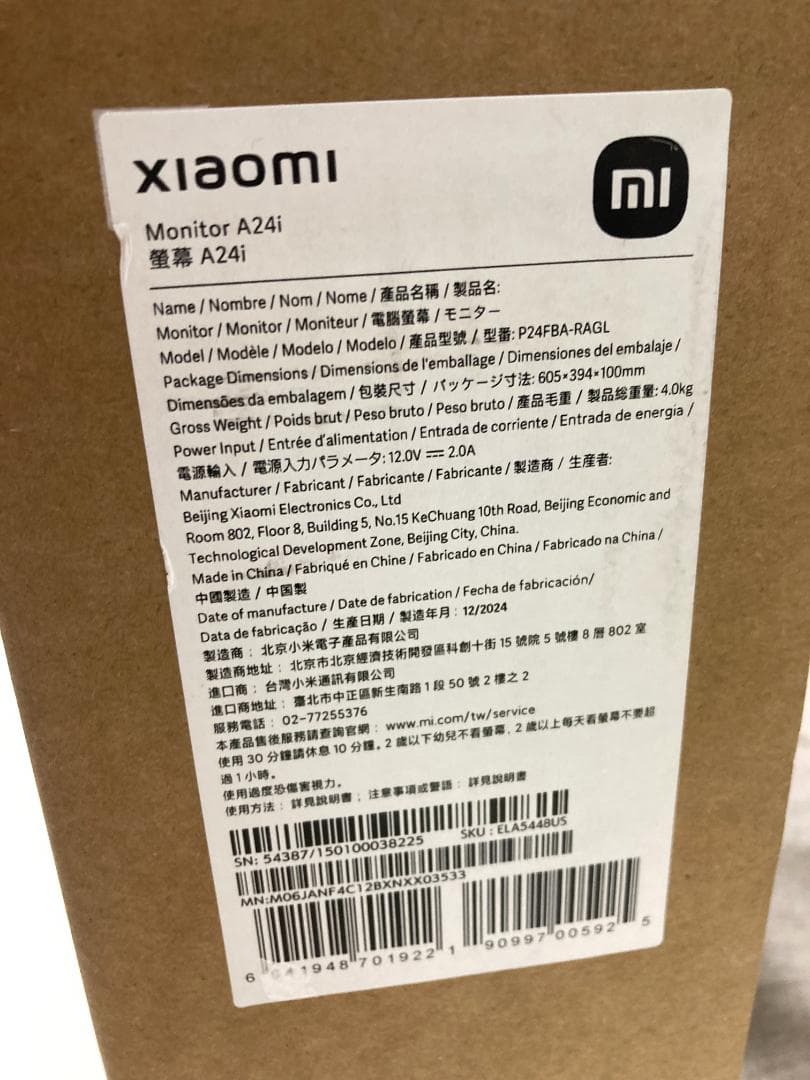 xiaomi
mi
Monitor A24i
螢幕 A24i
Name / Nombre / Nom / Nome / 產品名稱 / 製品名:
Monitor / Monitor / Moniteur / 電腦螢幕 / モニター
Model / Modèle / Modelo / Modelo / 產品型號 / 型番: P24FBA-RAGL
Package Dimensions / Dimensions de l'emballage / Dimensiones del embalaje /
Dimensões da embalagem / 包裝尺寸 / パッケージ寸法: 605×394×100mm
Gross Weight / Poids brut / Peso bruto / Peso bruto / 產品毛重 / 製品総重量: 4.0kg
Power Input / Entrée d'alimentation / Entrada de corriente / Entrada de energia /
電源輸入 / 電源入力パラメータ: 12.0V ⎓ 2.0A
Manufacturer / Fabricant / Fabricante / Fabricante / 製造商 / 生産者:
Beijing Xiaomi Electronics Co., Ltd
Room 802, Floor 8, Building 5, No.15 KeChuang 10th Road, Beijing Economic and
Technological Development Zone, Beijing City, China.
Made in China / Fabriqué en Chine / Fabricado en China / Fabricado na China /
中國製造 / 中国製
Date of manufacture / Date de fabrication / Fecha de fabricación/
Data de fabricação / 生產日期 / 製造年月 : 12/2024
製造商 : 北京小米電子產品有限公司
製造商地址 : 北京市北京經濟技術開發區科創十街 15 號院 5 號樓 8 層 802 室
進口商 : 台灣小米通訊有限公司
進口商地址 : 臺北市中正區新生南路 1 段 50 號 2 樓之 2
服務電話 : 02-77255376
本產品售後服務請查詢官網 : www.mi.com/tw/service
使用 30 分鐘請休息 10 分鐘。2 歲以下幼兒不看螢幕，2 歲以上每天看螢幕不要超
過 1 小時。
使用過度恐傷害視力。
使用方法 : 詳見說明書 ; 注意事項或警語 : 詳見說明書
SN: 54387/150100038225
SKU : ELA5448US
MN:M06JANF4C12BXNXX03533
6 941948 701922 1 90997 00592 5